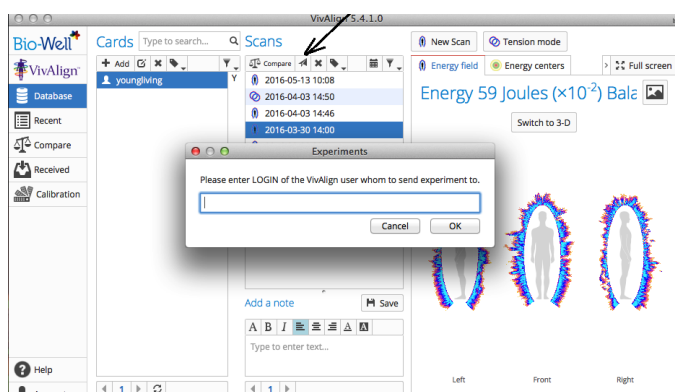 VivAlign 5.4.1.0
Bio-Well
VivAlign™
Database
Recent
Compare
Received
Calibration
Help
Cards
Type to search...
Add
youngliving
Y
1
Scans
Compare
2016-05-13 10:08
2016-04-03 14:50
2016-04-03 14:46
2016-03-30 14:00
Experiments
Please enter LOGIN of the VivAlign user whom to send experiment to.
Cancel OK
Add a note
Save
A B I A A
Type to enter text...
1
New Scan Tension mode
Energy field Energy centers > Full screen
Energy 59 Joules (×10⁻²) Bala
Switch to 3-D
Left Front Right